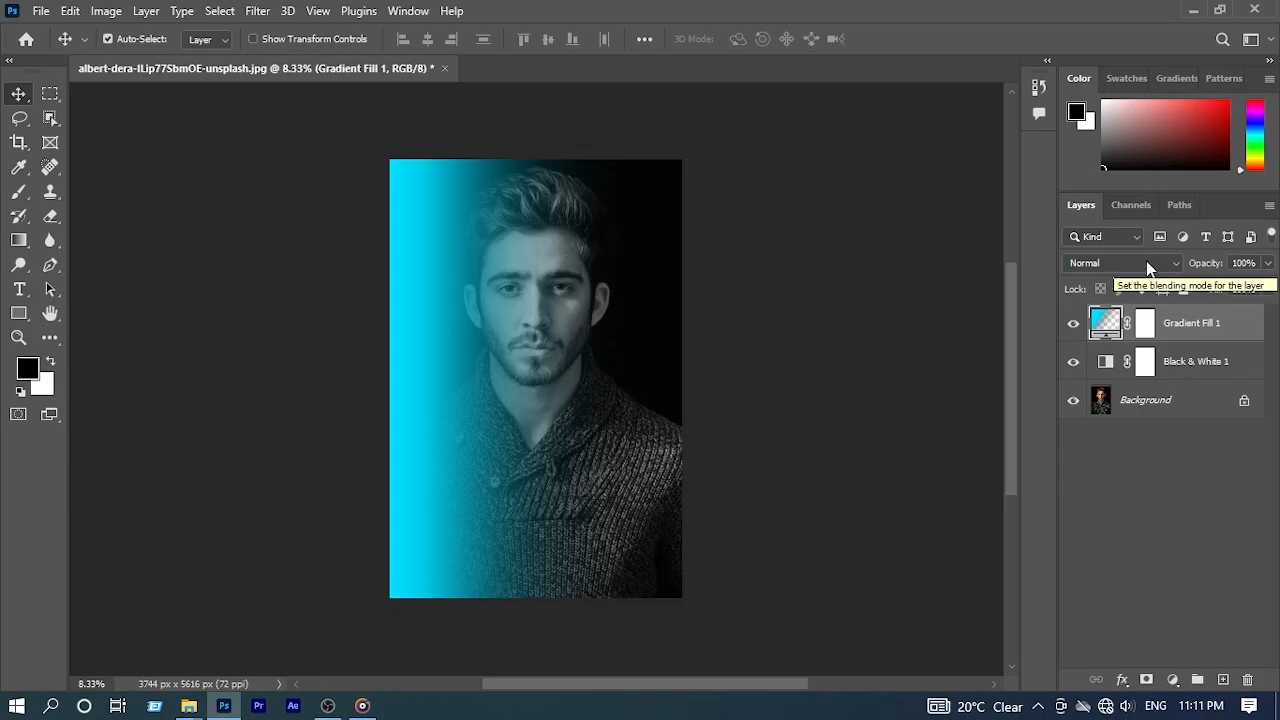 Ps File Edit Image Layer Type Select Filter 3D View Plugins Window Help
Auto-Select: Layer Show Transform Controls 3D Mode:
albert-dera-ILip77SbmOE-unsplash.jpg @ 8.33% (Gradient Fill 1, RGB/8) *
Color Swatches Gradients Patterns
Layers Channels Paths
Kind
Normal Opacity: 100%
Lock:
Set the blending mode for the layer
Gradient Fill 1
Black & White 1
Background
8.33% 3744 px x 5616 px (72 ppi)
Ps Pr Ae 20°C Clear ENG 11:11 PM